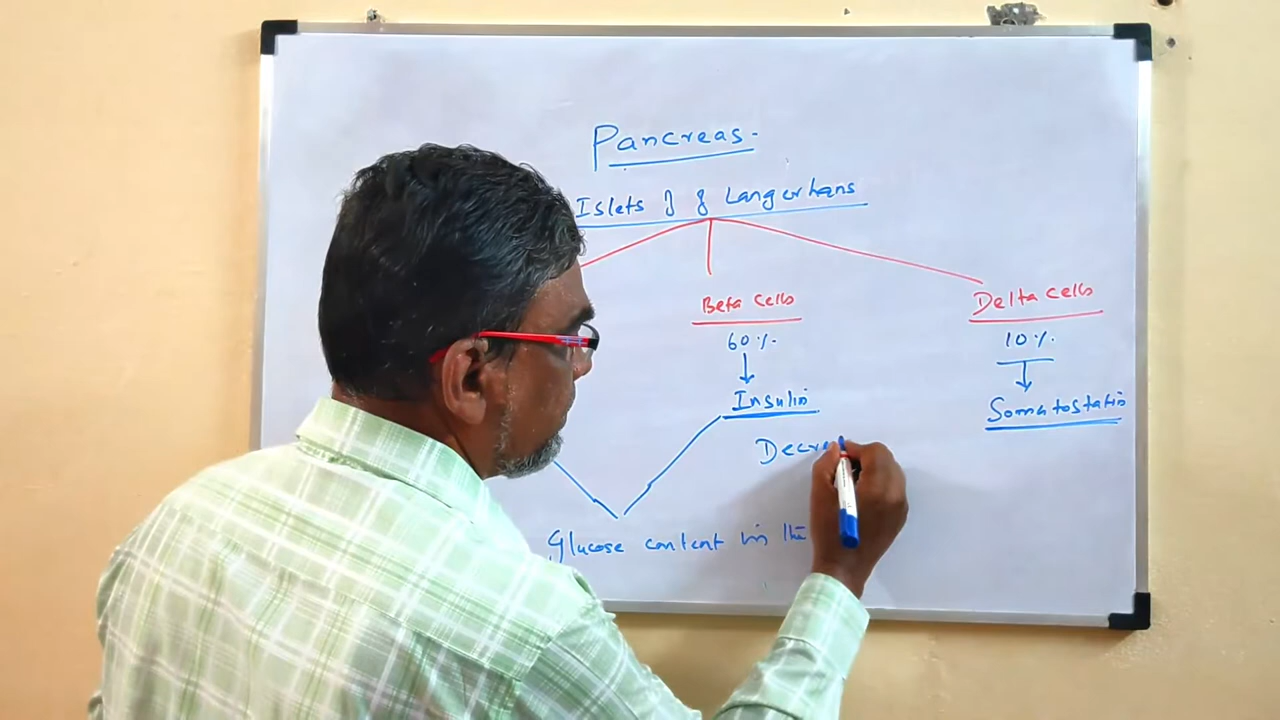 Pancreas.
Islets of Langerhans
Beta cells
Delta cells
60%.
10%.
Insulin
Somatostatin
Decre
Glucose content in the